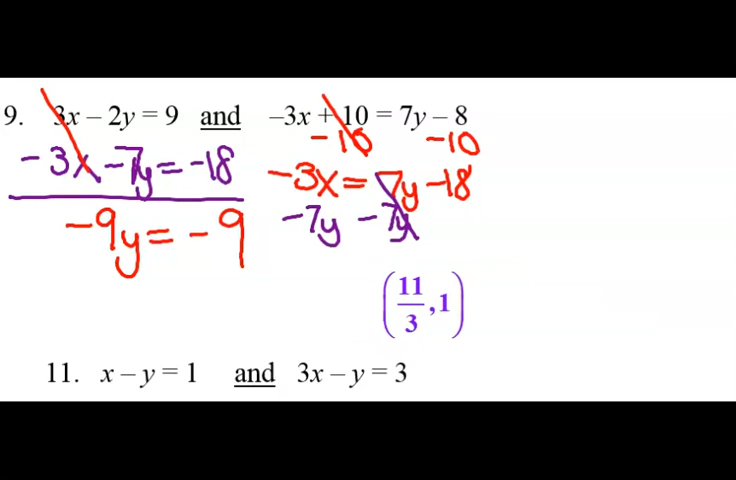 9. 3x – 2y = 9 and –3x + 10 = 7y – 8
–10 –10
–3x –7y = –18 –3x = 7y –18
–7y –7y
–9y = –9
(11/3, 1)
11. x – y = 1 and 3x – y = 3